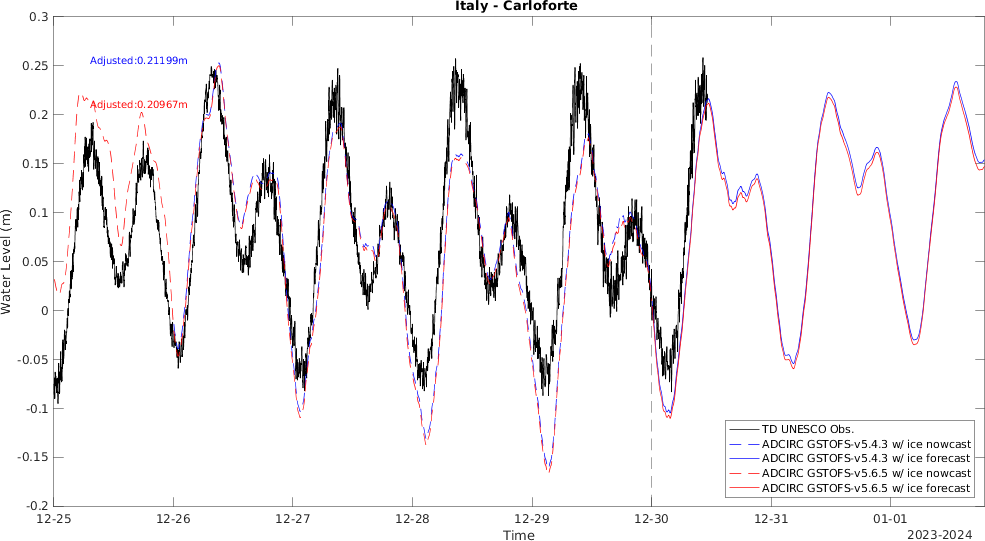 Italy - Carloforte
Water Level (m)
0.3
0.25
0.2
0.15
0.1
0.05
0
-0.05
-0.1
-0.15
-0.2
Adjusted:0.21199m
Adjusted:0.20967m
TD UNESCO Obs.
ADCIRC GSTOFS-v5.4.3 w/ ice nowcast
ADCIRC GSTOFS-v5.4.3 w/ ice forecast
ADCIRC GSTOFS-v5.6.5 w/ ice nowcast
ADCIRC GSTOFS-v5.6.5 w/ ice forecast
12-25 12-26 12-27 12-28 12-29 12-30 12-31 01-01
Time
2023-2024